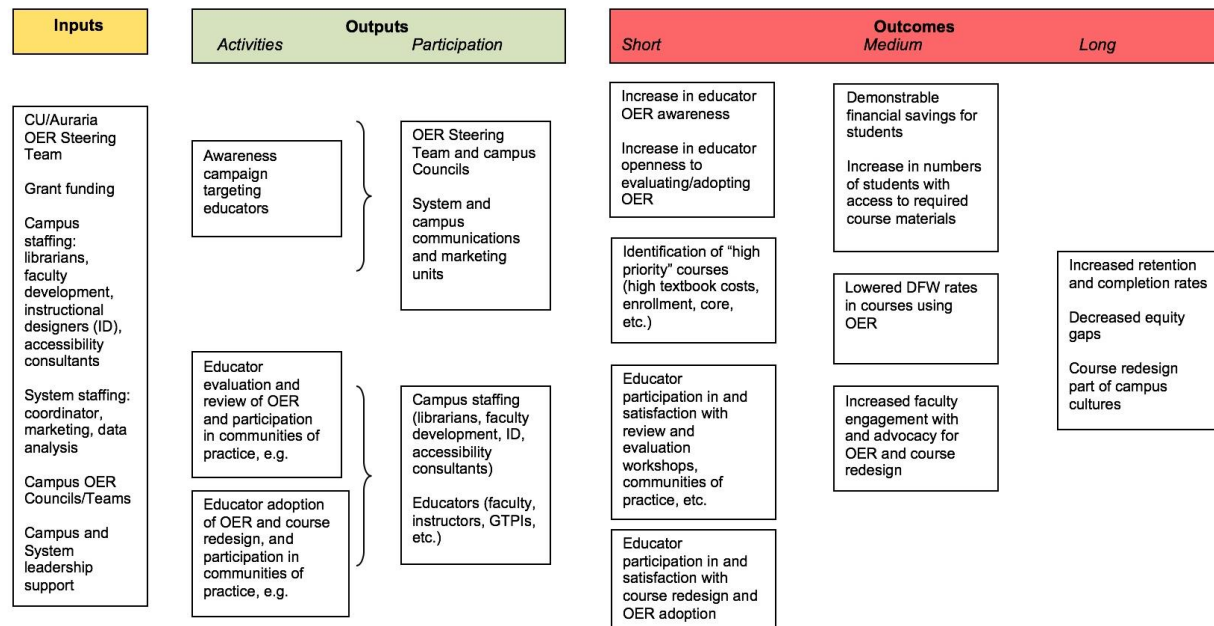 Inputs
Outputs
Activities
Participation
Outcomes
Short
Medium
Long
CU/Auraria
OER Steering
Team
Grant funding
Campus
staffing:
librarians,
faculty
development,
instructional
designers (ID),
accessibility
consultants
System staffing:
coordinator,
marketing, data
analysis
Campus OER
Councils/Teams
Campus and
System
leadership
support
Awareness
campaign
targeting
educators
Educator
evaluation and
review of OER
and participation
in communities of
practice, e.g.
Educator adoption
of OER and course
redesign, and
participation in
communities of
practice, e.g.
OER Steering
Team and campus
Councils
System and
campus
communications
and marketing
units
Campus staffing
(librarians, faculty
development, ID,
accessibility
consultants)
Educators (faculty,
instructors, GTPIs,
etc.)
Increase in educator
OER awareness
Increase in educator
openness to
evaluating/adopting
OER
Identification of “high
priority” courses
(high textbook costs,
enrollment, core,
etc.)
Educator
participation in and
satisfaction with
review and
evaluation
workshops,
communities of
practice, etc.
Educator
participation in and
satisfaction with
course redesign and
OER adoption
Demonstrable
financial savings for
students
Increase in numbers
of students with
access to required
course materials
Lowered DFW rates
in courses using
OER
Increased faculty
engagement with
and advocacy for
OER and course
redesign
Increased retention
and completion rates
Decreased equity
gaps
Course redesign
part of campus
cultures